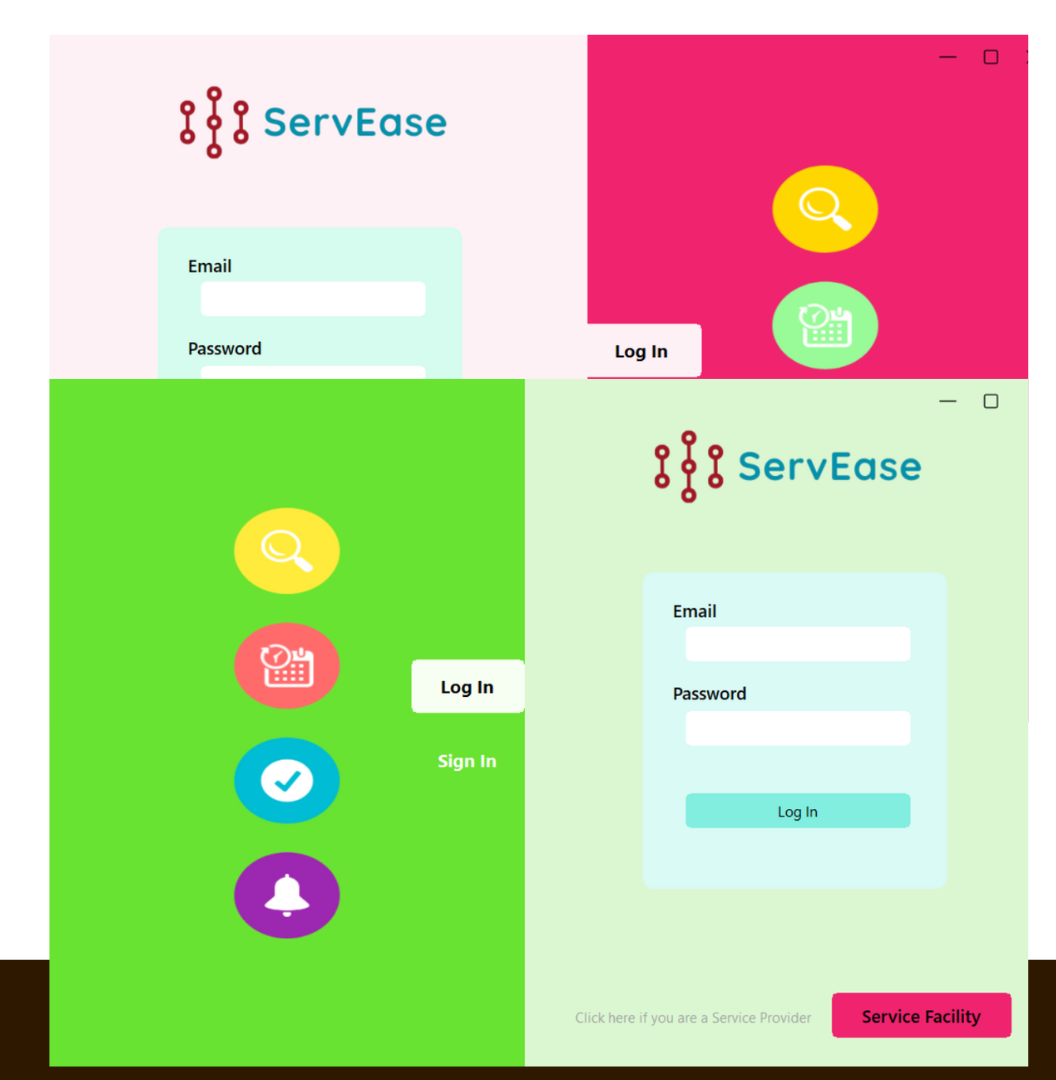 ServEase
Email
Password
Log In
ServEase
Email
Password
Log In
Sign In
Log In
Click here if you are a Service Provider
Service Facility